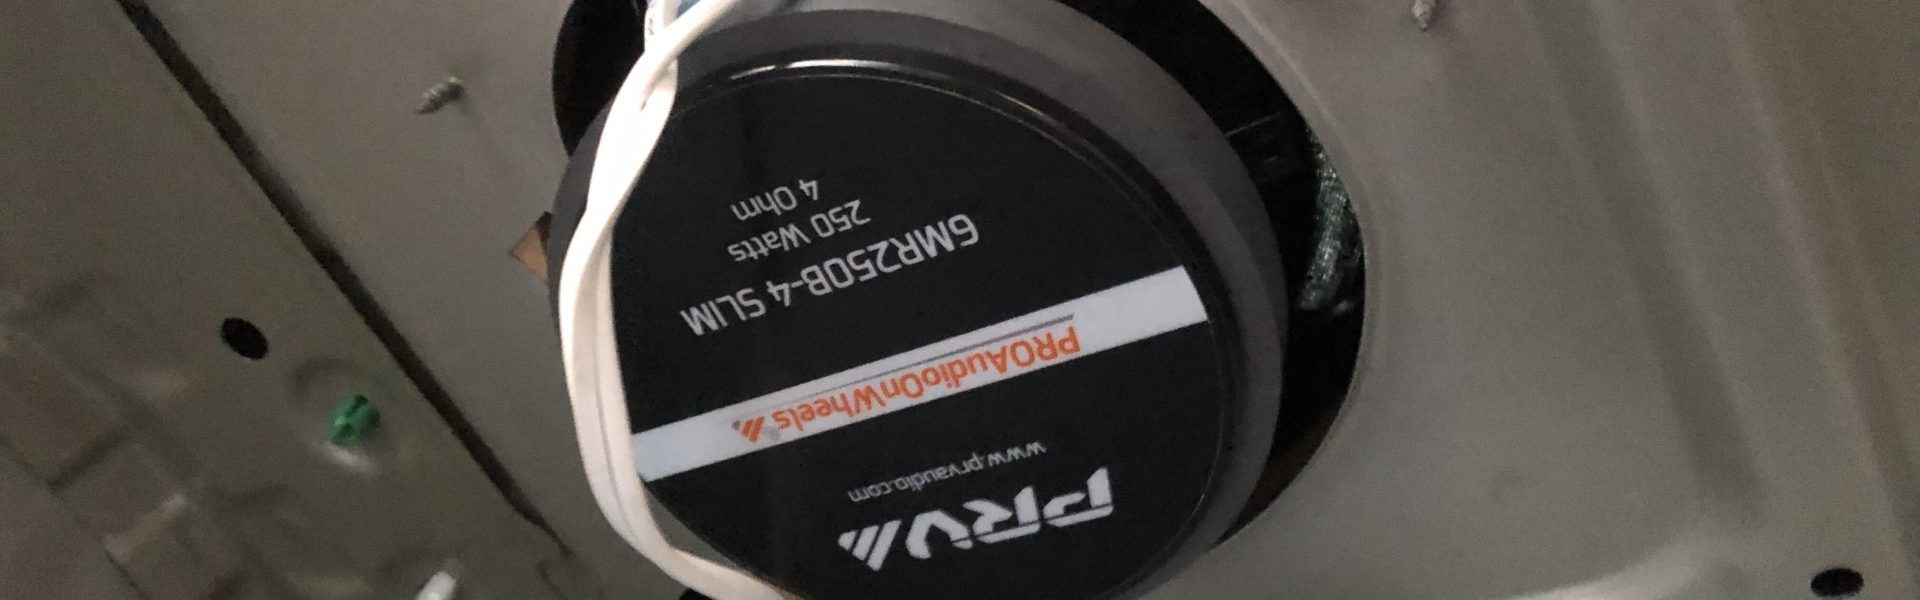 PRV
www.prvaudio.com
PROAudioOnWheels
6MR250B-4 SLIM
250 Watts
4 Ohm